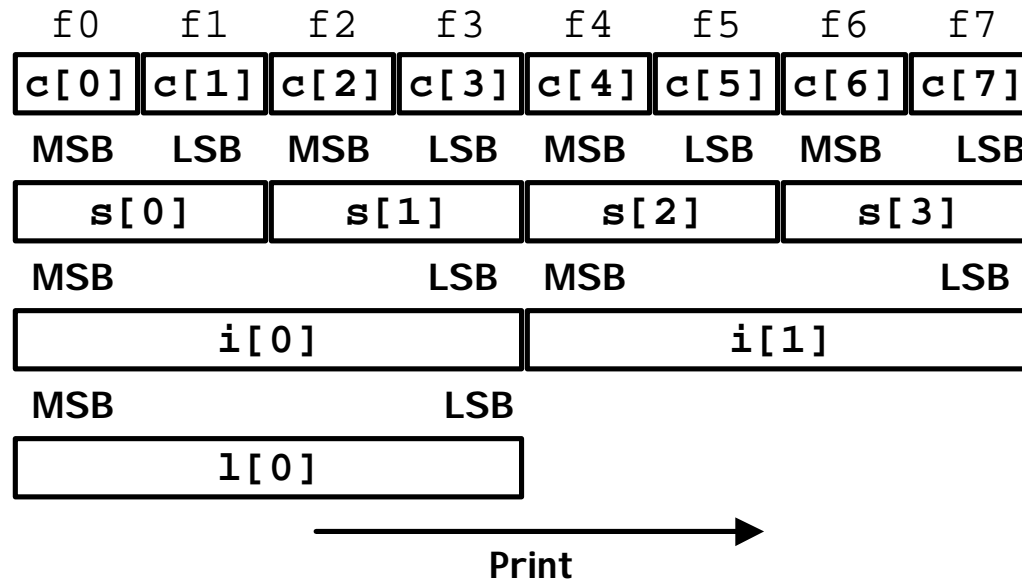 f0 f1 f2 f3 f4 f5 f6 f7
c[0] c[1] c[2] c[3] c[4] c[5] c[6] c[7]
MSB LSB MSB LSB MSB LSB MSB LSB
s[0] s[1] s[2] s[3]
MSB LSB MSB LSB
i[0] i[1]
MSB LSB
l[0]
Print